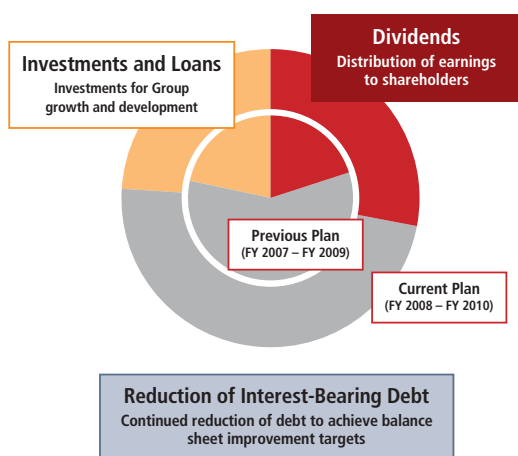 Dividends
Distribution of earnings
to shareholders
Investments and Loans
Investments for Group
growth and development
Previous Plan
(FY 2007 – FY 2009)
Current Plan
(FY 2008 – FY 2010)
Reduction of Interest-Bearing Debt
Continued reduction of debt to achieve balance
sheet improvement targets